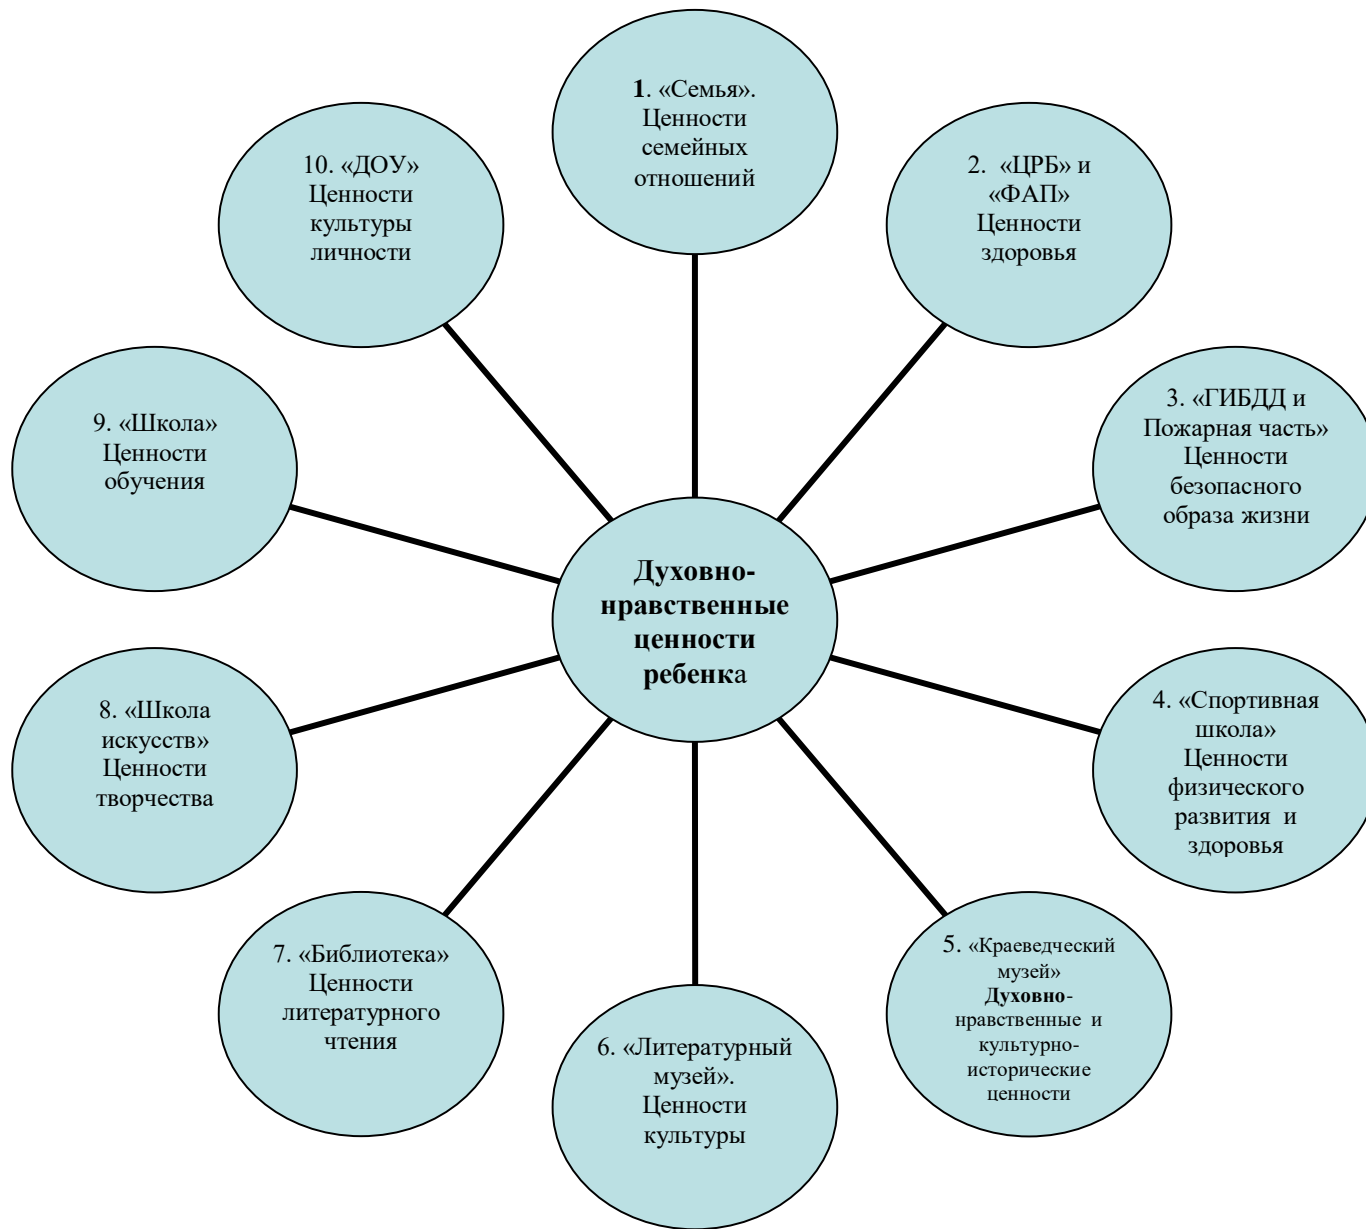 1. «Семья».
Ценности
семейных
отношений
2. «ЦРБ» и
«ФАП»
Ценности
здоровья
3. «ГИБДД и
Пожарная часть»
Ценности
безопасного
образа жизни
4. «Спортивная
школа»
Ценности
физического
развития и
здоровья
5. «Краеведческий
музей»
Духовно-
нравственные и
культурно-
исторические
ценности
6. «Литературный
музей».
Ценности
культуры
7. «Библиотека»
Ценности
литературного
чтения
8. «Школа
искусств»
Ценности
творчества
9. «Школа»
Ценности
обучения
10. «ДОУ»
Ценности
культуры
личности
Духовно-
нравственные
ценности
ребенка